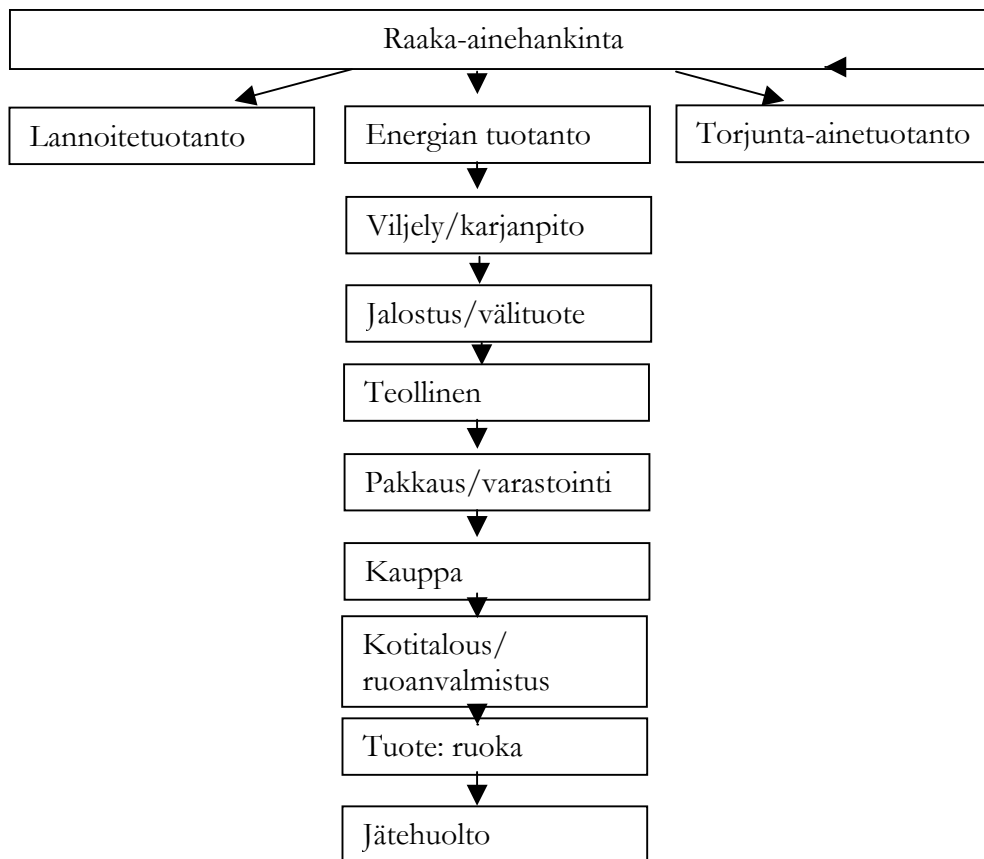 Raaka-ainehankinta
Lannoitetuotanto
Energian tuotanto
Torjunta-ainetuotanto
Viljely/karjanpito
Jalostus/välituote
Teollinen
Pakkaus/varastointi
Kauppa
Kotitalous/
ruoanvalmistus
Tuote: ruoka
Jätehuolto